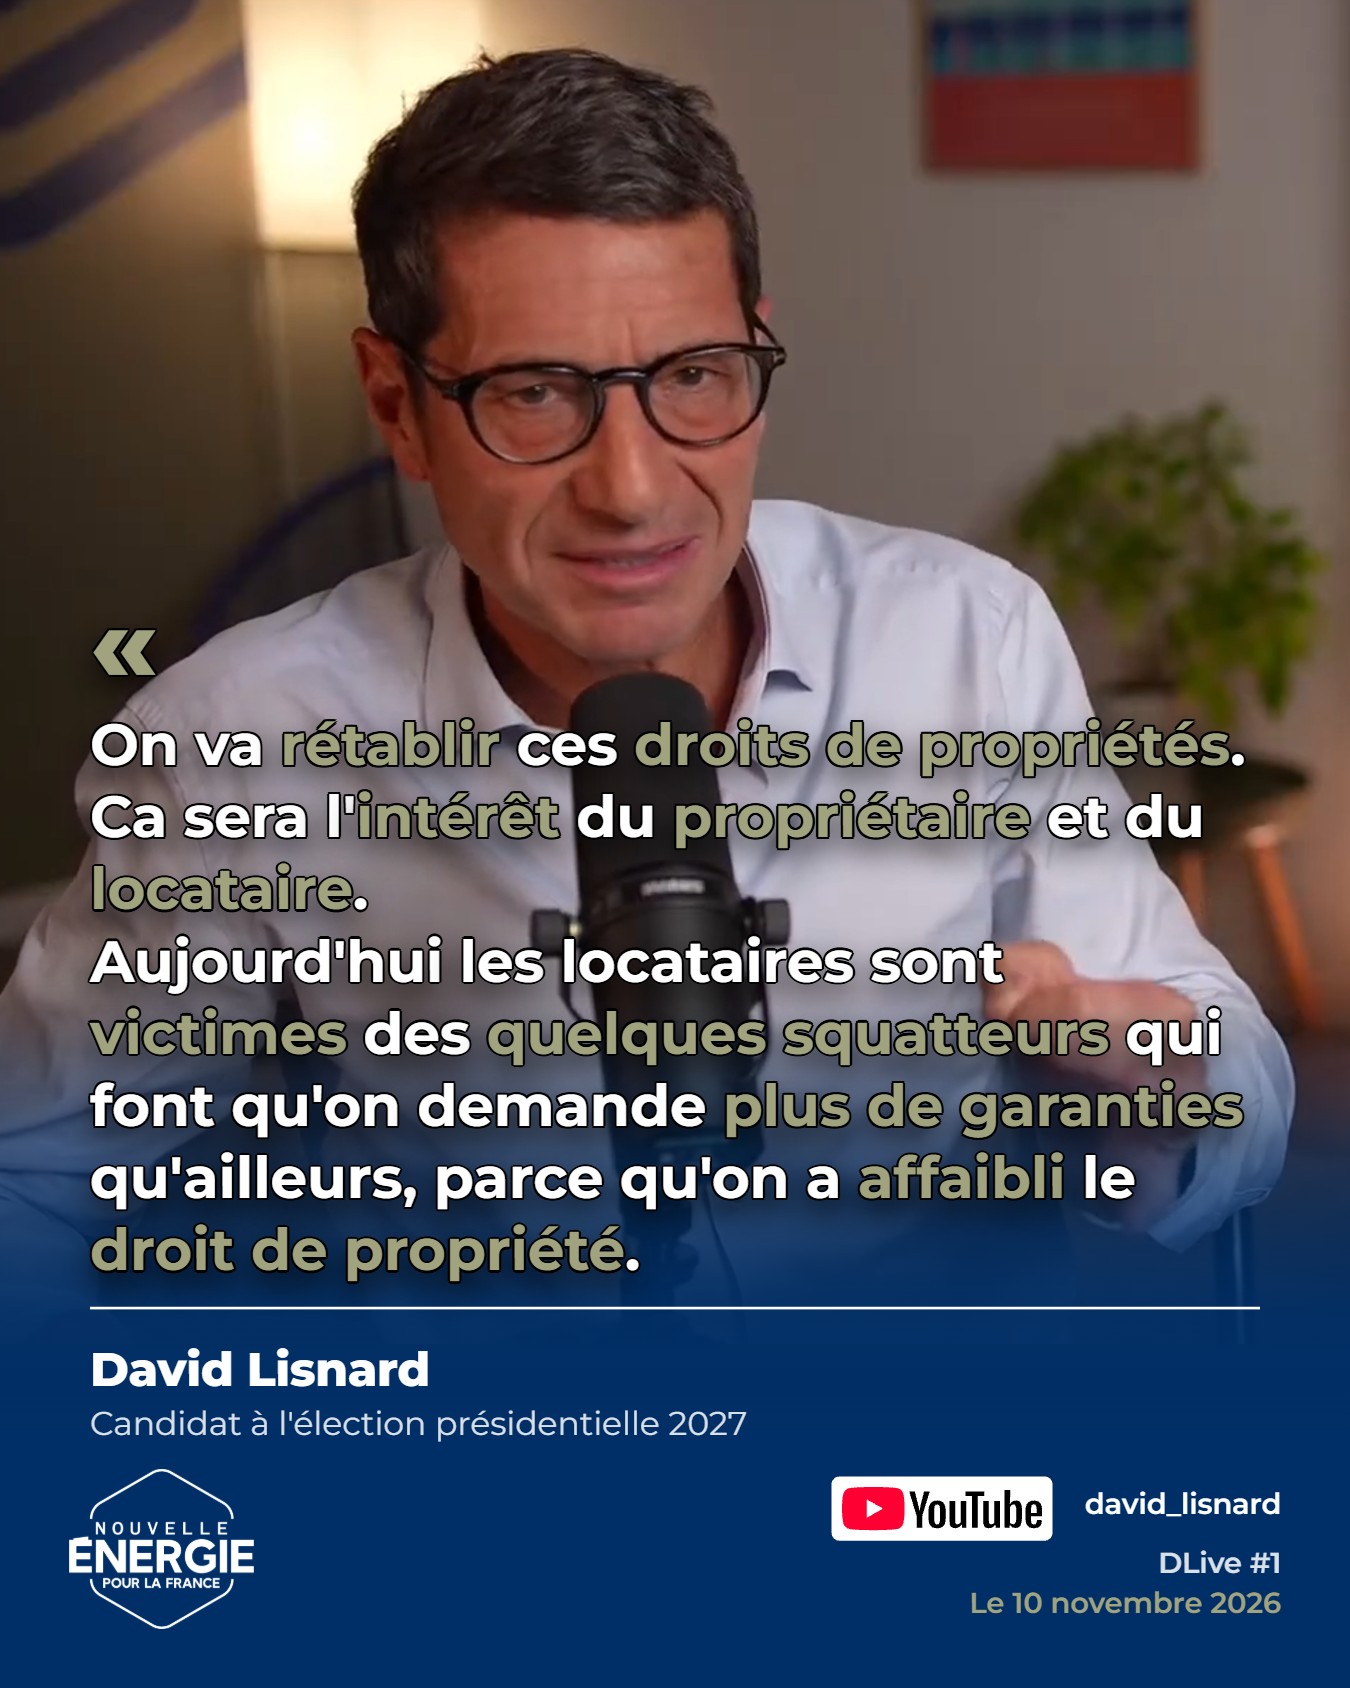 «
On va rétablir ces droits de propriétés.
Ca sera l'intérêt du propriétaire et du
locataire.
Aujourd'hui les locataires sont
victimes des quelques squatteurs qui
font qu'on demande plus de garanties
qu'ailleurs, parce qu'on a affaibli le
droit de propriété.
David Lisnard
Candidat à l'élection présidentielle 2027
NOUVELLE
ÉNERGIE
POUR LA FRANCE
YouTube david_lisnard
DLive #1
Le 10 novembre 2026